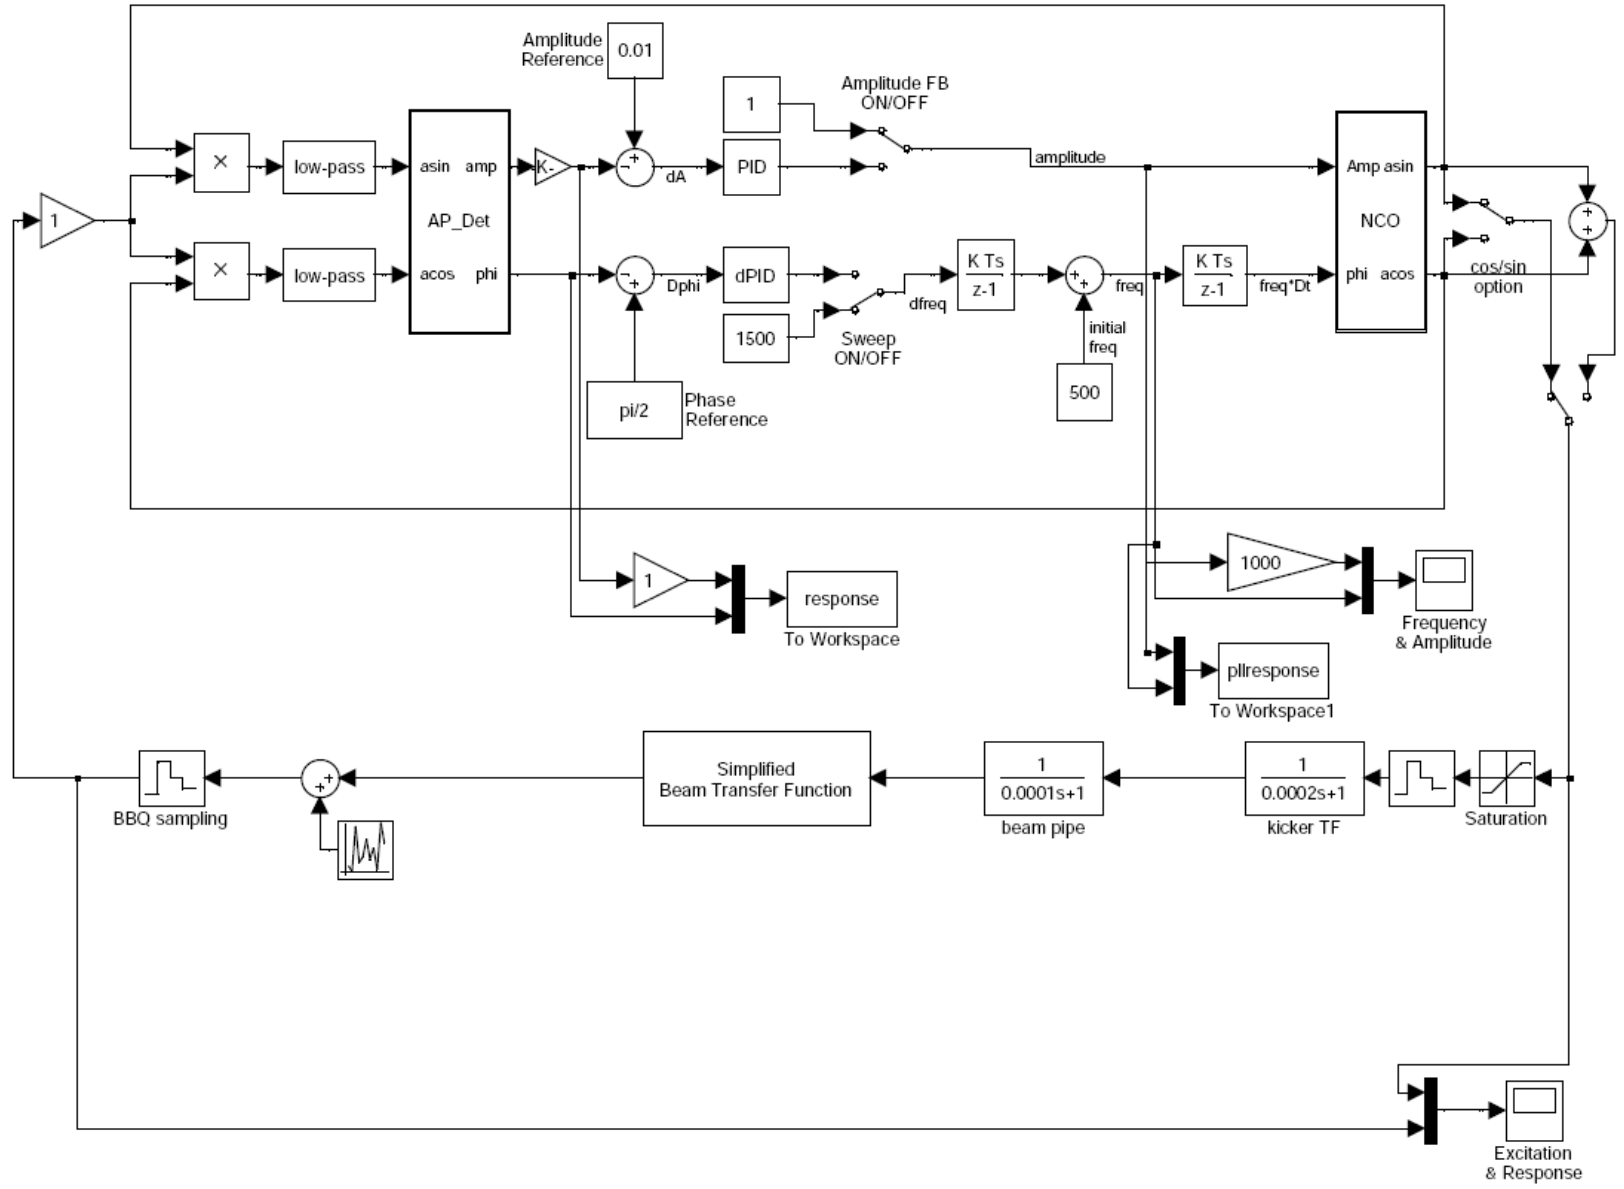 Amplitude
Reference
0.01
1
Amplitude FB
ON/OFF
×
low-pass
asin amp
K-
- +
dA
PID
amplitude
Amp asin
1
AP_Det
NCO
+ +
×
low-pass
acos phi
- +
Dphi
dPID
dfreq
K Ts
z-1
+ +
freq
K Ts
z-1
freq*Dt
phi acos
cos/sin
option
1500
Sweep
ON/OFF
initial
freq
500
pi/2
Phase
Reference
1
response
To Workspace
1000
Frequency
& Amplitude
pllresponse
To Workspace1
BBQ sampling
+ +
Simplified
Beam Transfer Function
1
0.0001s+1
beam pipe
1
0.0002s+1
kicker TF
Saturation
Excitation
& Response